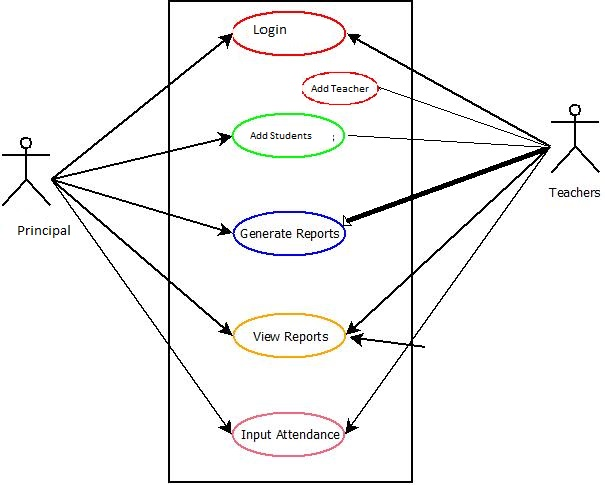 Login
Add Teacher
Add Students ;
Teachers
Principal
Generate Reports
View Reports
Input Attendance